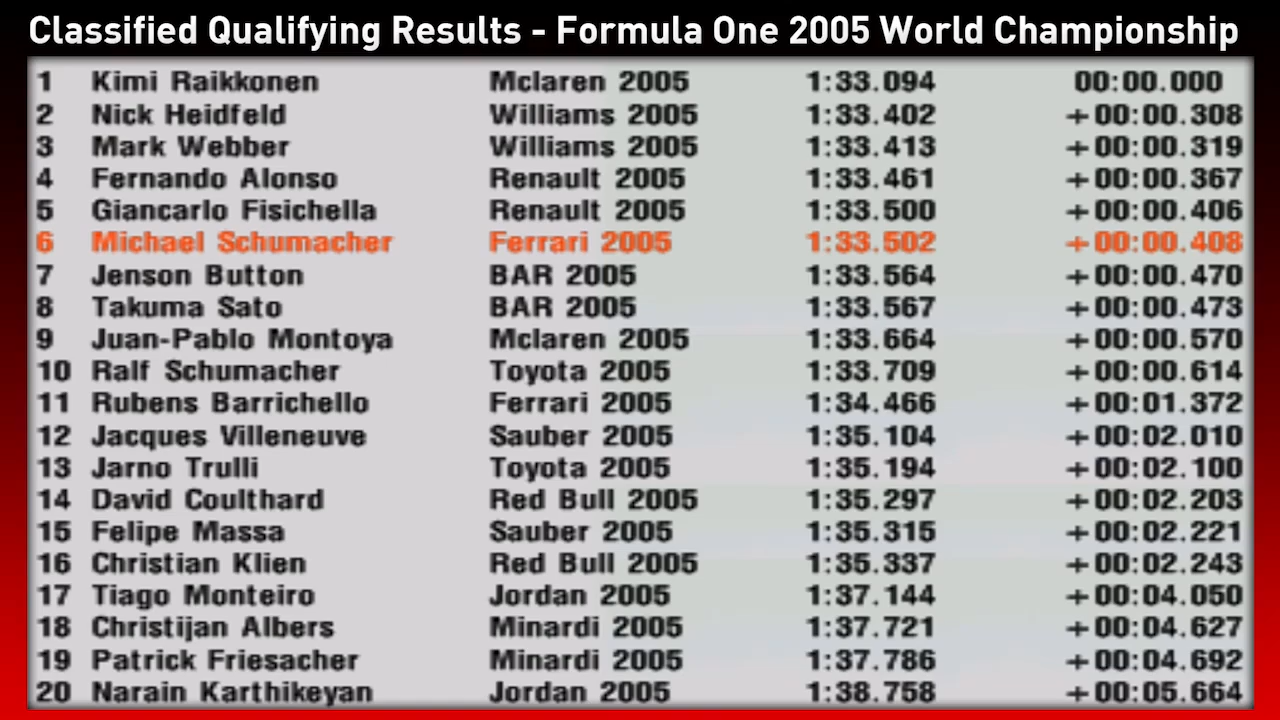 Classified Qualifying Results - Formula One 2005 World Championship
1 Kimi Raikkonen Mclaren 2005 1:33.094 00:00.000
2 Nick Heidfeld Williams 2005 1:33.402 +00:00.308
3 Mark Webber Williams 2005 1:33.413 +00:00.319
4 Fernando Alonso Renault 2005 1:33.461 +00:00.367
5 Giancarlo Fisichella Renault 2005 1:33.500 +00:00.406
6 Michael Schumacher Ferrari 2005 1:33.502 +00:00.408
7 Jenson Button BAR 2005 1:33.564 +00:00.470
8 Takuma Sato BAR 2005 1:33.567 +00:00.473
9 Juan-Pablo Montoya Mclaren 2005 1:33.664 +00:00.570
10 Ralf Schumacher Toyota 2005 1:33.709 +00:00.614
11 Rubens Barrichello Ferrari 2005 1:34.466 +00:01.372
12 Jacques Villeneuve Sauber 2005 1:35.104 +00:02.010
13 Jarno Trulli Toyota 2005 1:35.194 +00:02.100
14 David Coulthard Red Bull 2005 1:35.297 +00:02.203
15 Felipe Massa Sauber 2005 1:35.315 +00:02.221
16 Christian Klien Red Bull 2005 1:35.337 +00:02.243
17 Tiago Monteiro Jordan 2005 1:37.144 +00:04.050
18 Christijan Albers Minardi 2005 1:37.721 +00:04.627
19 Patrick Friesacher Minardi 2005 1:37.786 +00:04.692
20 Narain Karthikeyan Jordan 2005 1:38.758 +00:05.664